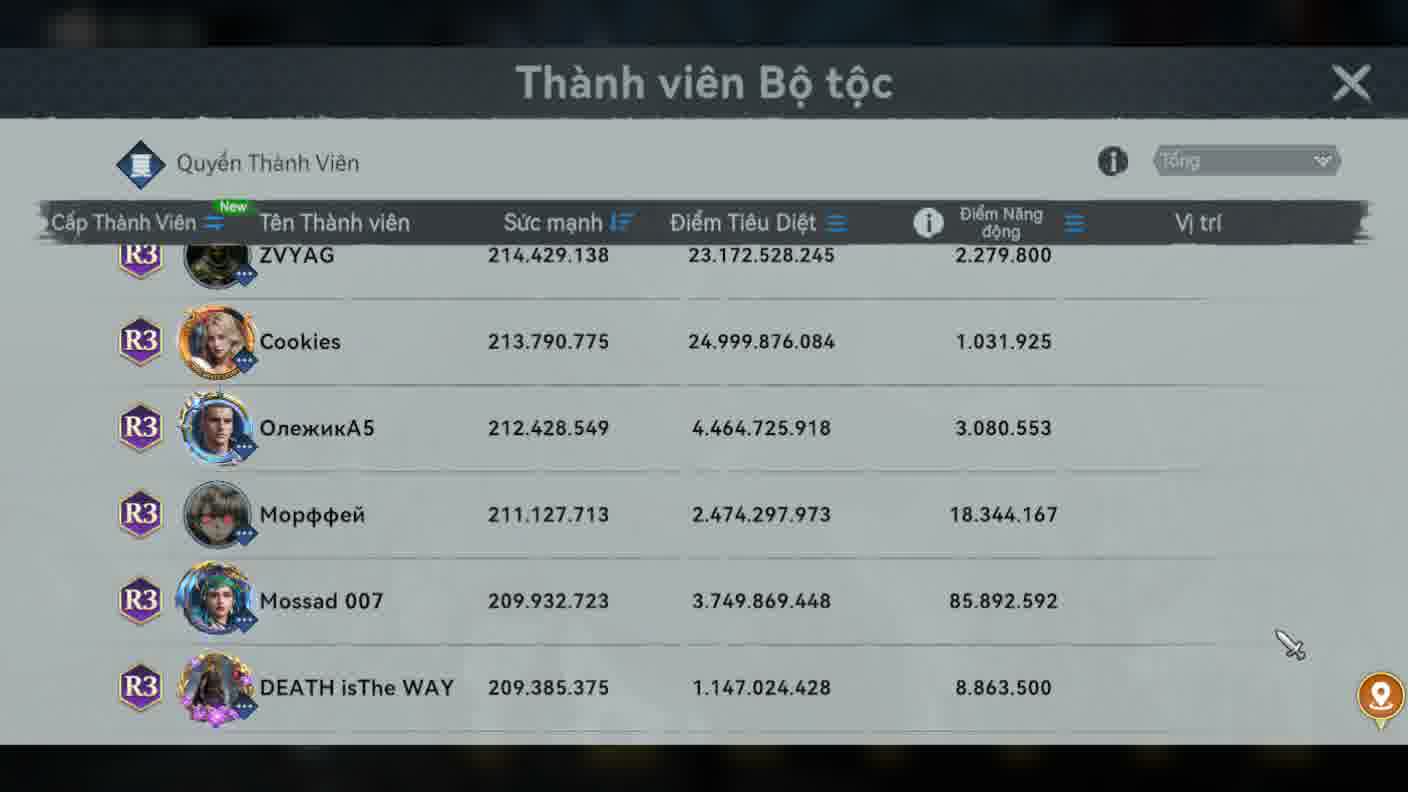 Thành viên Bộ tộc
Quyển Thành Viên
Tổng
Cấp Thành Viên New Tên Thành viên Sức mạnh Điểm Tiêu Diệt Điểm Năng động Vị trí
R3 ZVYAG 214.429.138 23.172.528.245 2.279.800
R3 Cookies 213.790.775 24.999.876.084 1.031.925
R3 ОлежикА5 212.428.549 4.464.725.918 3.080.553
R3 Морффей 211.127.713 2.474.297.973 18.344.167
R3 Mossad 007 209.932.723 3.749.869.448 85.892.592
R3 DEATH isThe WAY 209.385.375 1.147.024.428 8.863.500